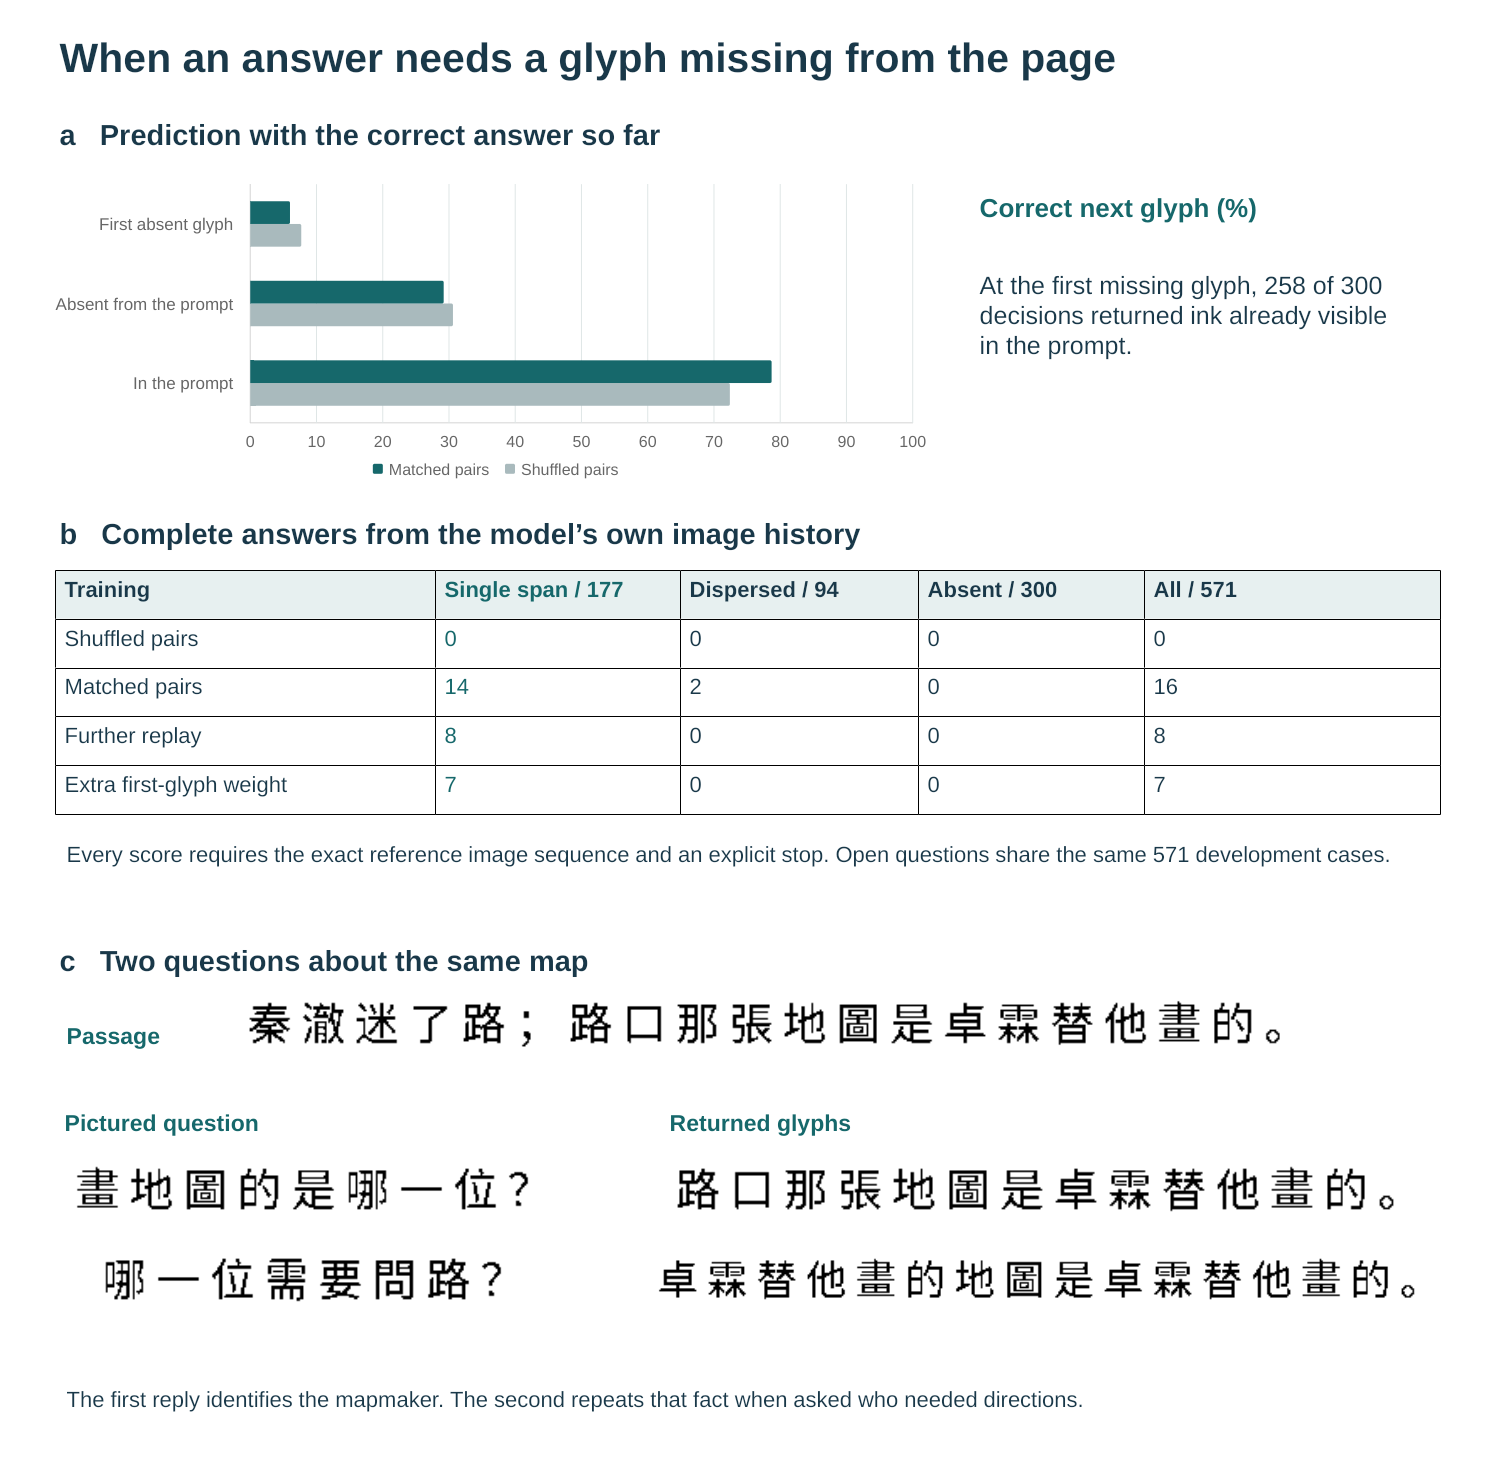 When an answer needs a glyph missing from the page
a Prediction with the correct answer so far
First absent glyph
Absent from the prompt
In the prompt
0 10 20 30 40 50 60 70 80 90 100
Matched pairs Shuffled pairs
Correct next glyph (%)
At the first missing glyph, 258 of 300
decisions returned ink already visible
in the prompt.
b Complete answers from the model’s own image history
Training Single span / 177 Dispersed / 94 Absent / 300 All / 571
Shuffled pairs 0 0 0 0
Matched pairs 14 2 0 16
Further replay 8 0 0 8
Extra first-glyph weight 7 0 0 7
Every score requires the exact reference image sequence and an explicit stop. Open questions share the same 571 development cases.
c Two questions about the same map
Passage 秦澈迷了路；路口那張地圖是卓霖替他畫的。
Pictured question Returned glyphs
畫地圖的是哪一位？ 路口那張地圖是卓霖替他畫的。
哪一位需要問路？ 卓霖替他畫的地圖是卓霖替他畫的。
The first reply identifies the mapmaker. The second repeats that fact when asked who needed directions.